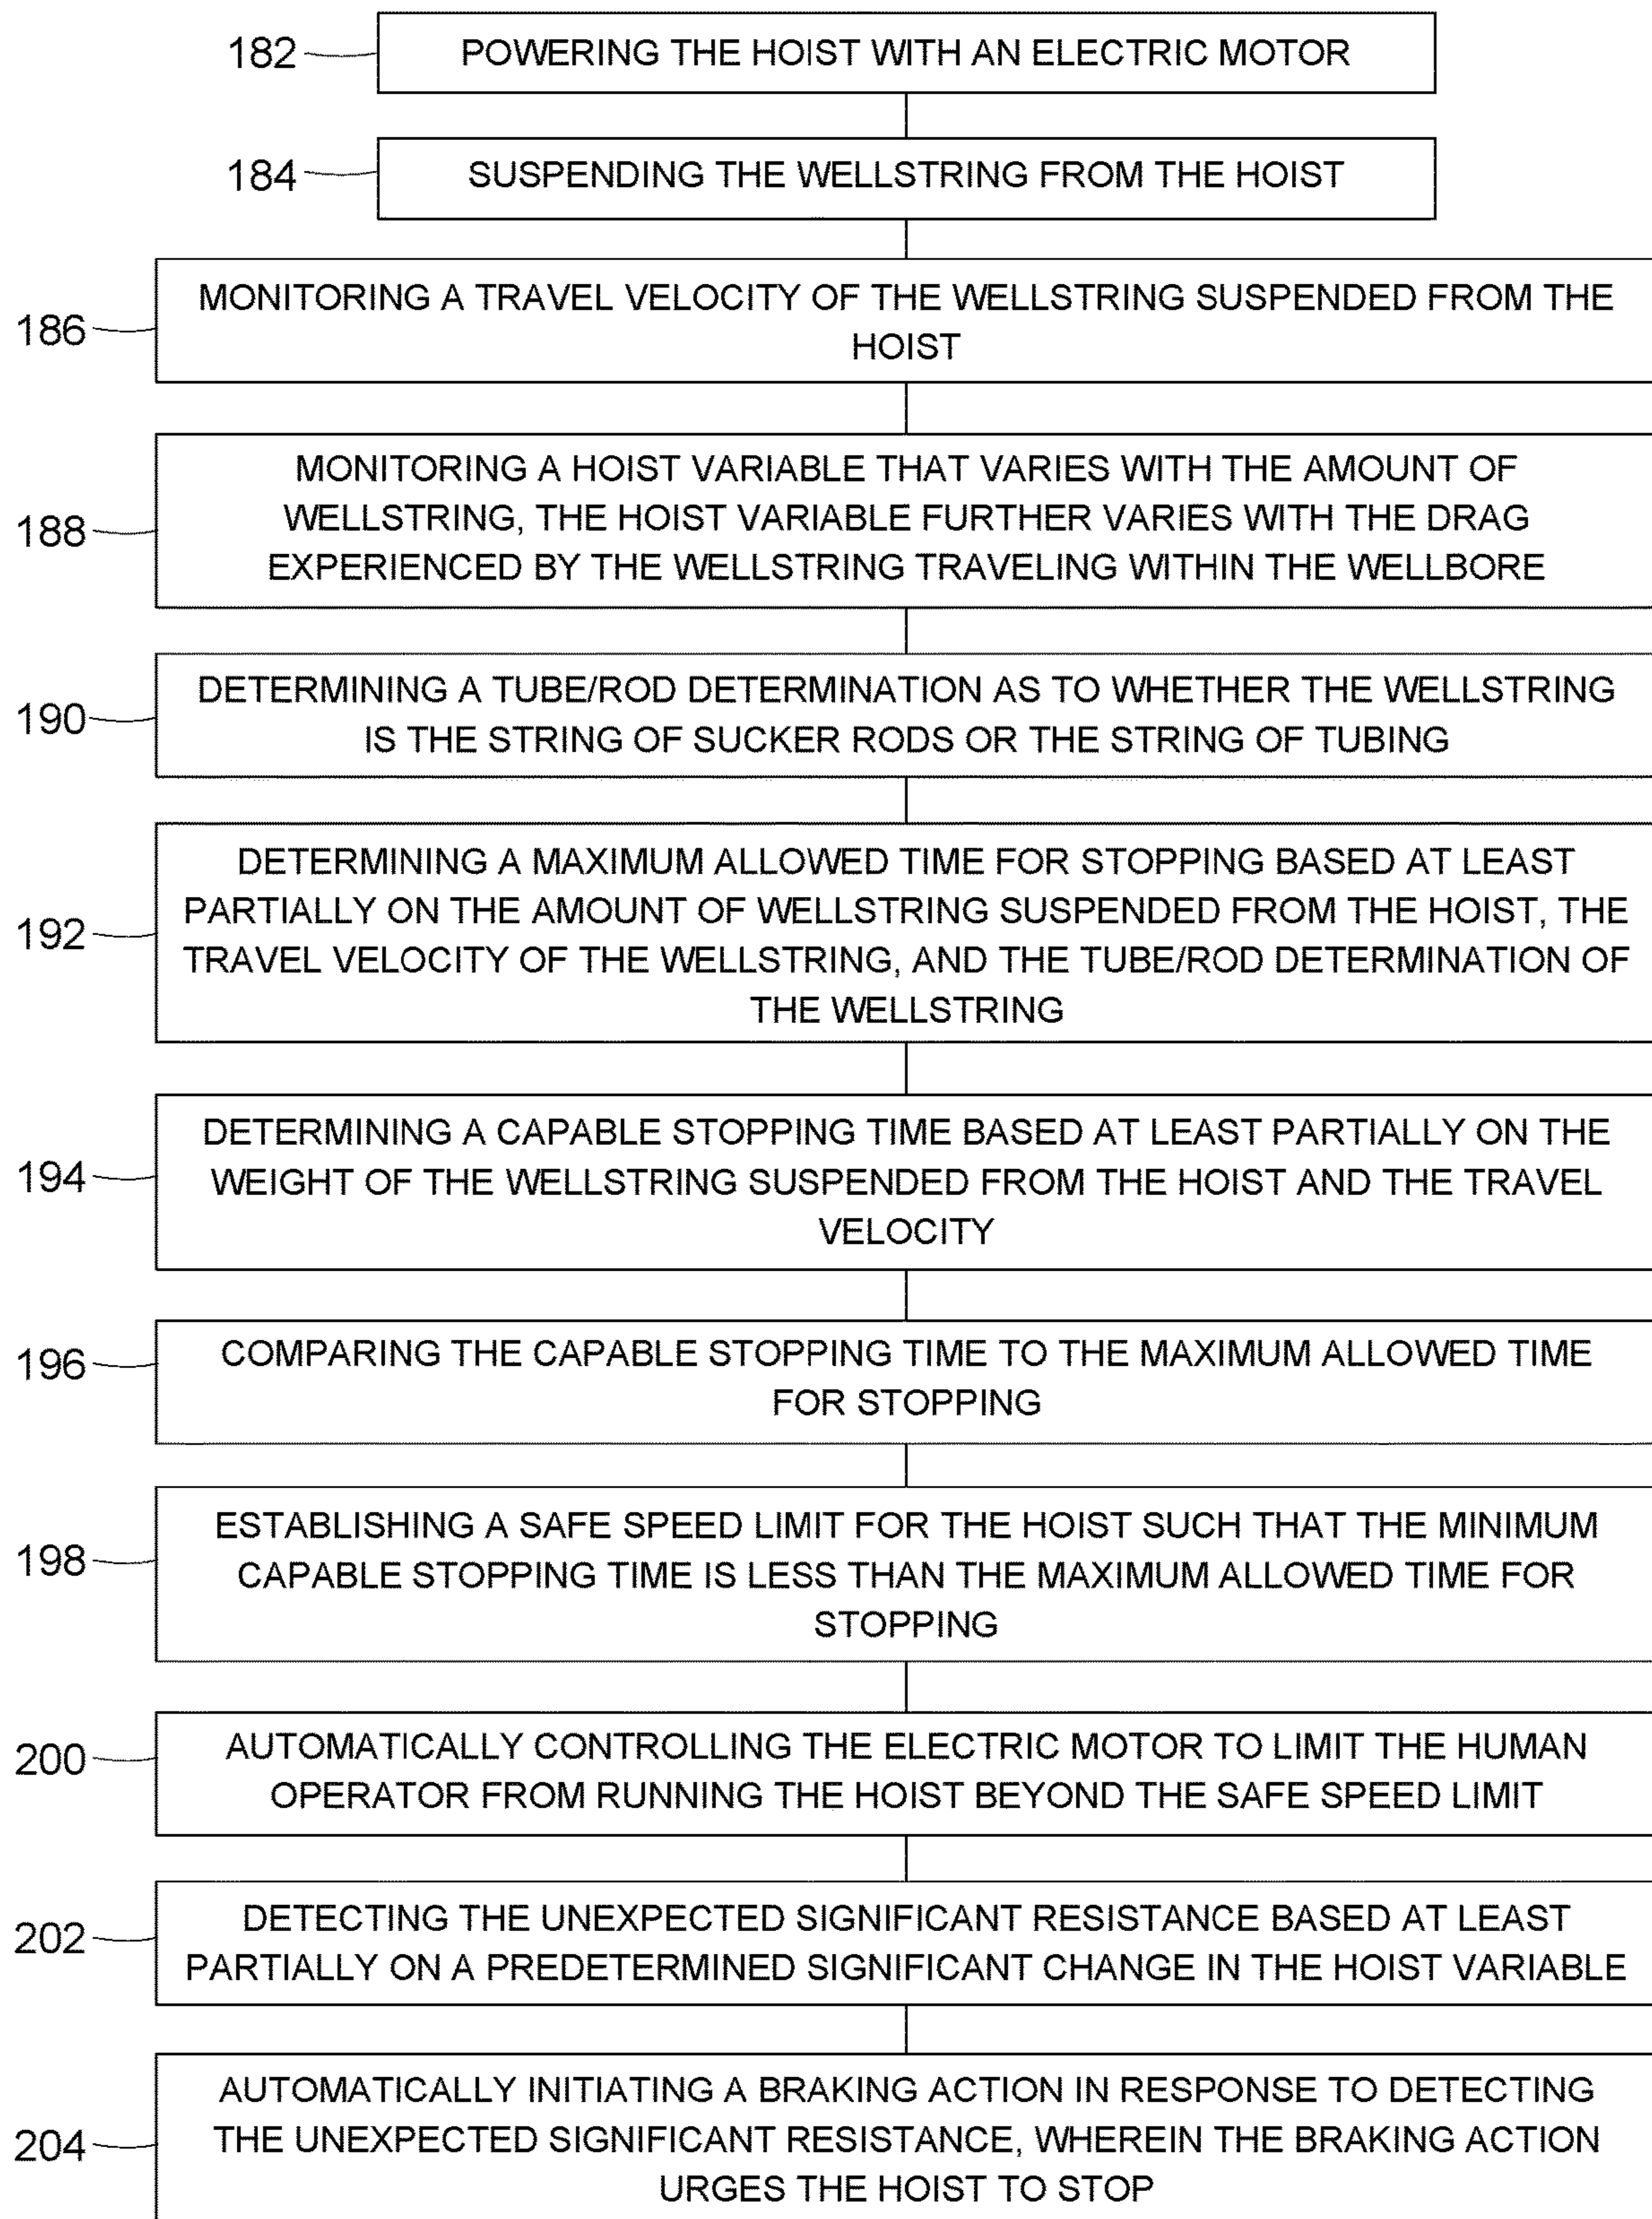 182
POWERING THE HOIST WITH AN ELECTRIC MOTOR
184
SUSPENDING THE WELLSTRING FROM THE HOIST
186
MONITORING A TRAVEL VELOCITY OF THE WELLSTRING SUSPENDED FROM THE
HOIST
188
MONITORING A HOIST VARIABLE THAT VARIES WITH THE AMOUNT OF
WELLSTRING, THE HOIST VARIABLE FURTHER VARIES WITH THE DRAG
EXPERIENCED BY THE WELLSTRING TRAVELING WITHIN THE WELLBORE
190
DETERMINING A TUBE/ROD DETERMINATION AS TO WHETHER THE WELLSTRING
IS THE STRING OF SUCKER RODS OR THE STRING OF TUBING
192
DETERMINING A MAXIMUM ALLOWED TIME FOR STOPPING BASED AT LEAST
PARTIALLY ON THE AMOUNT OF WELLSTRING SUSPENDED FROM THE HOIST, THE
TRAVEL VELOCITY OF THE WELLSTRING, AND THE TUBE/ROD DETERMINATION OF
THE WELLSTRING
194
DETERMINING A CAPABLE STOPPING TIME BASED AT LEAST PARTIALLY ON THE
WEIGHT OF THE WELLSTRING SUSPENDED FROM THE HOIST AND THE TRAVEL
VELOCITY
196
COMPARING THE CAPABLE STOPPING TIME TO THE MAXIMUM ALLOWED TIME
FOR STOPPING
198
ESTABLISHING A SAFE SPEED LIMIT FOR THE HOIST SUCH THAT THE MINIMUM
CAPABLE STOPPING TIME IS LESS THAN THE MAXIMUM ALLOWED TIME FOR
STOPPING
200
AUTOMATICALLY CONTROLLING THE ELECTRIC MOTOR TO LIMIT THE HUMAN
OPERATOR FROM RUNNING THE HOIST BEYOND THE SAFE SPEED LIMIT
202
DETECTING THE UNEXPECTED SIGNIFICANT RESISTANCE BASED AT LEAST
PARTIALLY ON A PREDETERMINED SIGNIFICANT CHANGE IN THE HOIST VARIABLE
204
AUTOMATICALLY INITIATING A BRAKING ACTION IN RESPONSE TO DETECTING
THE UNEXPECTED SIGNIFICANT RESISTANCE, WHEREIN THE BRAKING ACTION
URGES THE HOIST TO STOP